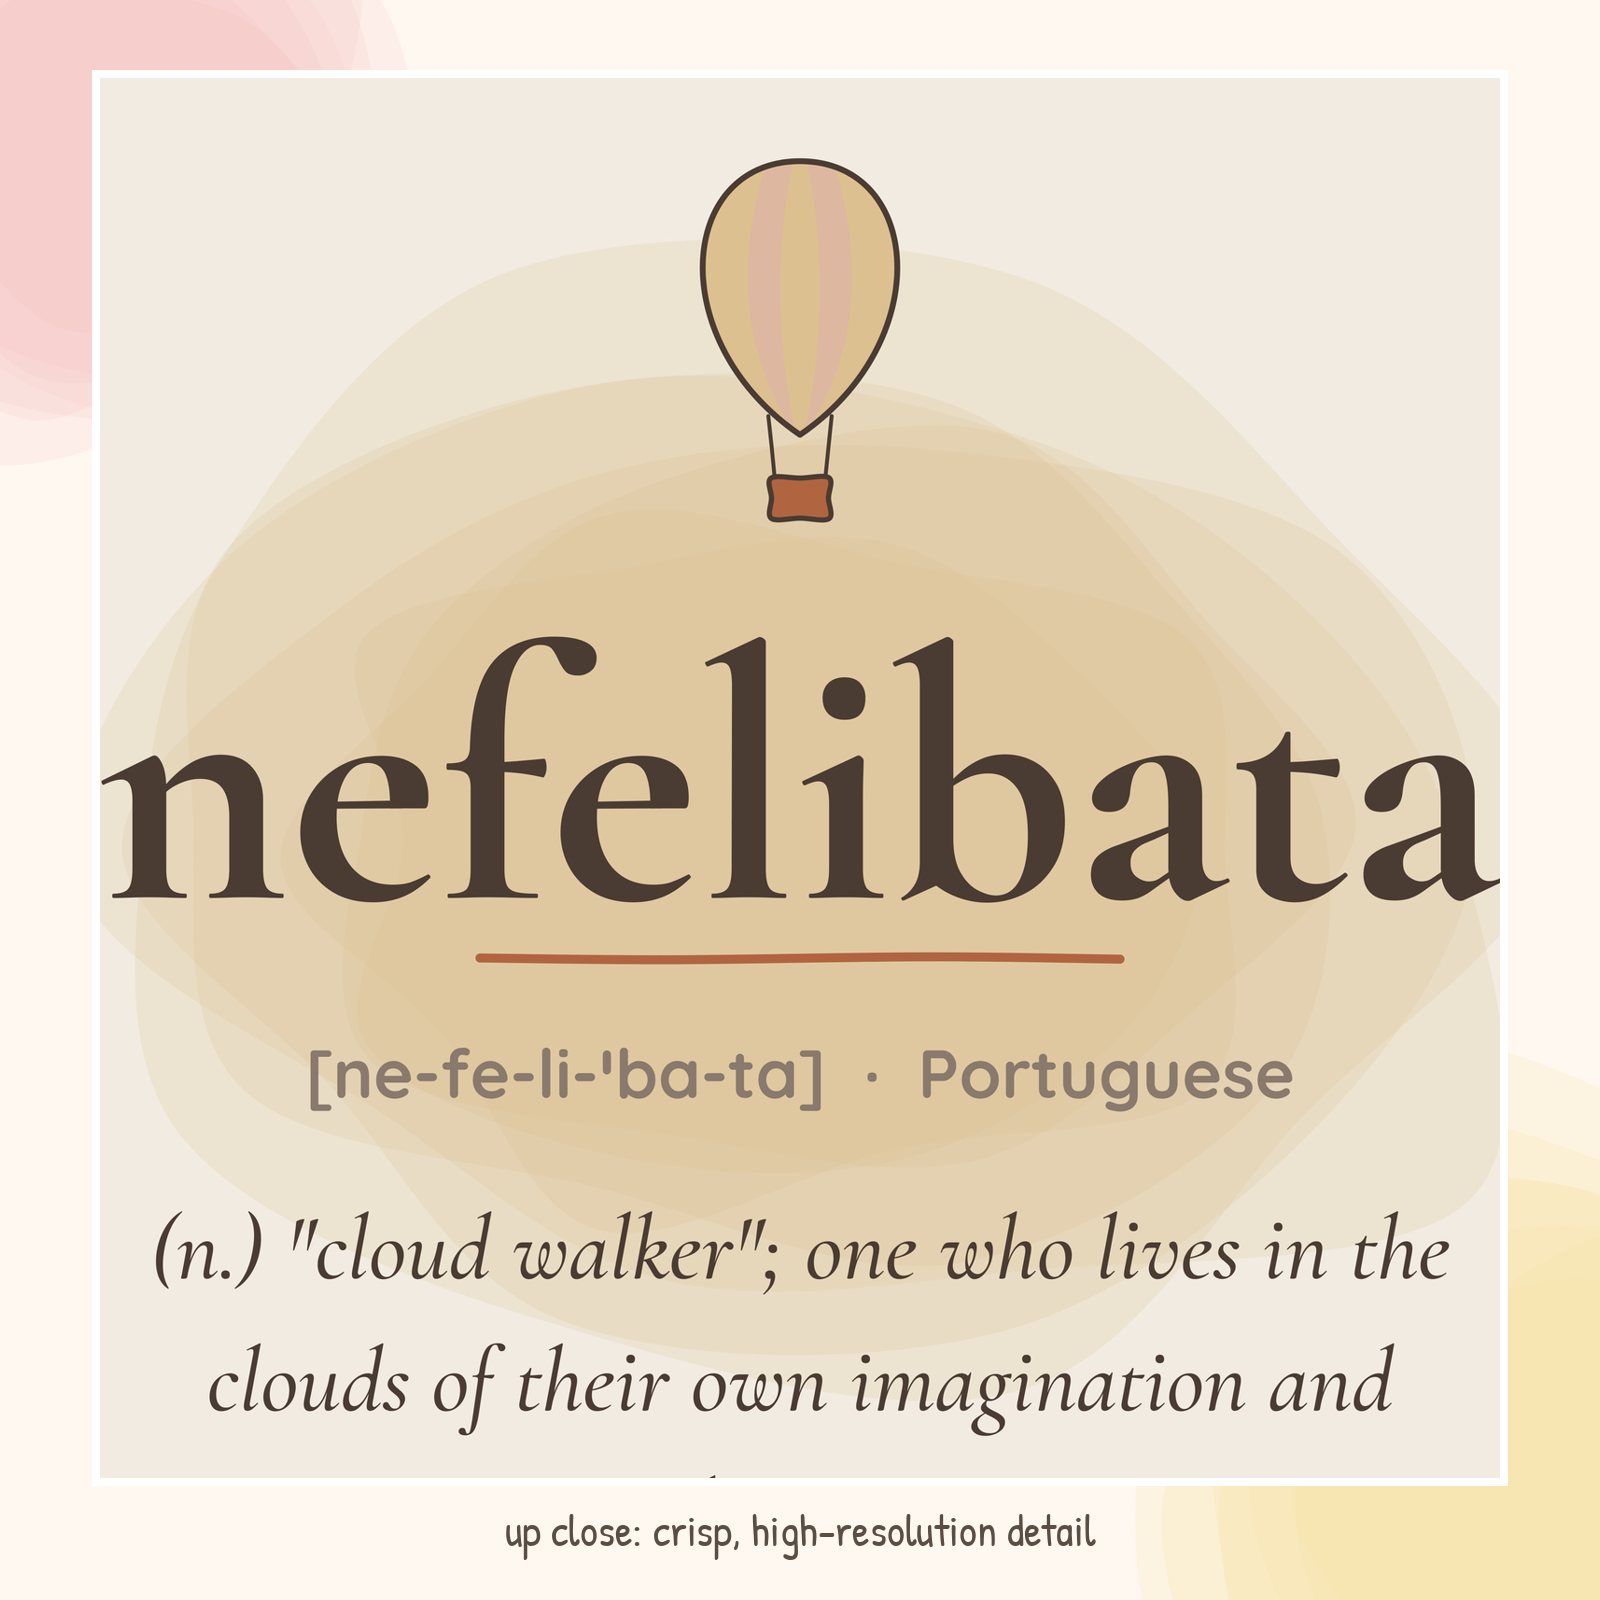 nefelibata
[ne-fe-li-'ba-ta] · Portuguese
(n.) "cloud walker"; one who lives in the
clouds of their own imagination and
up close: crisp, high-resolution detail